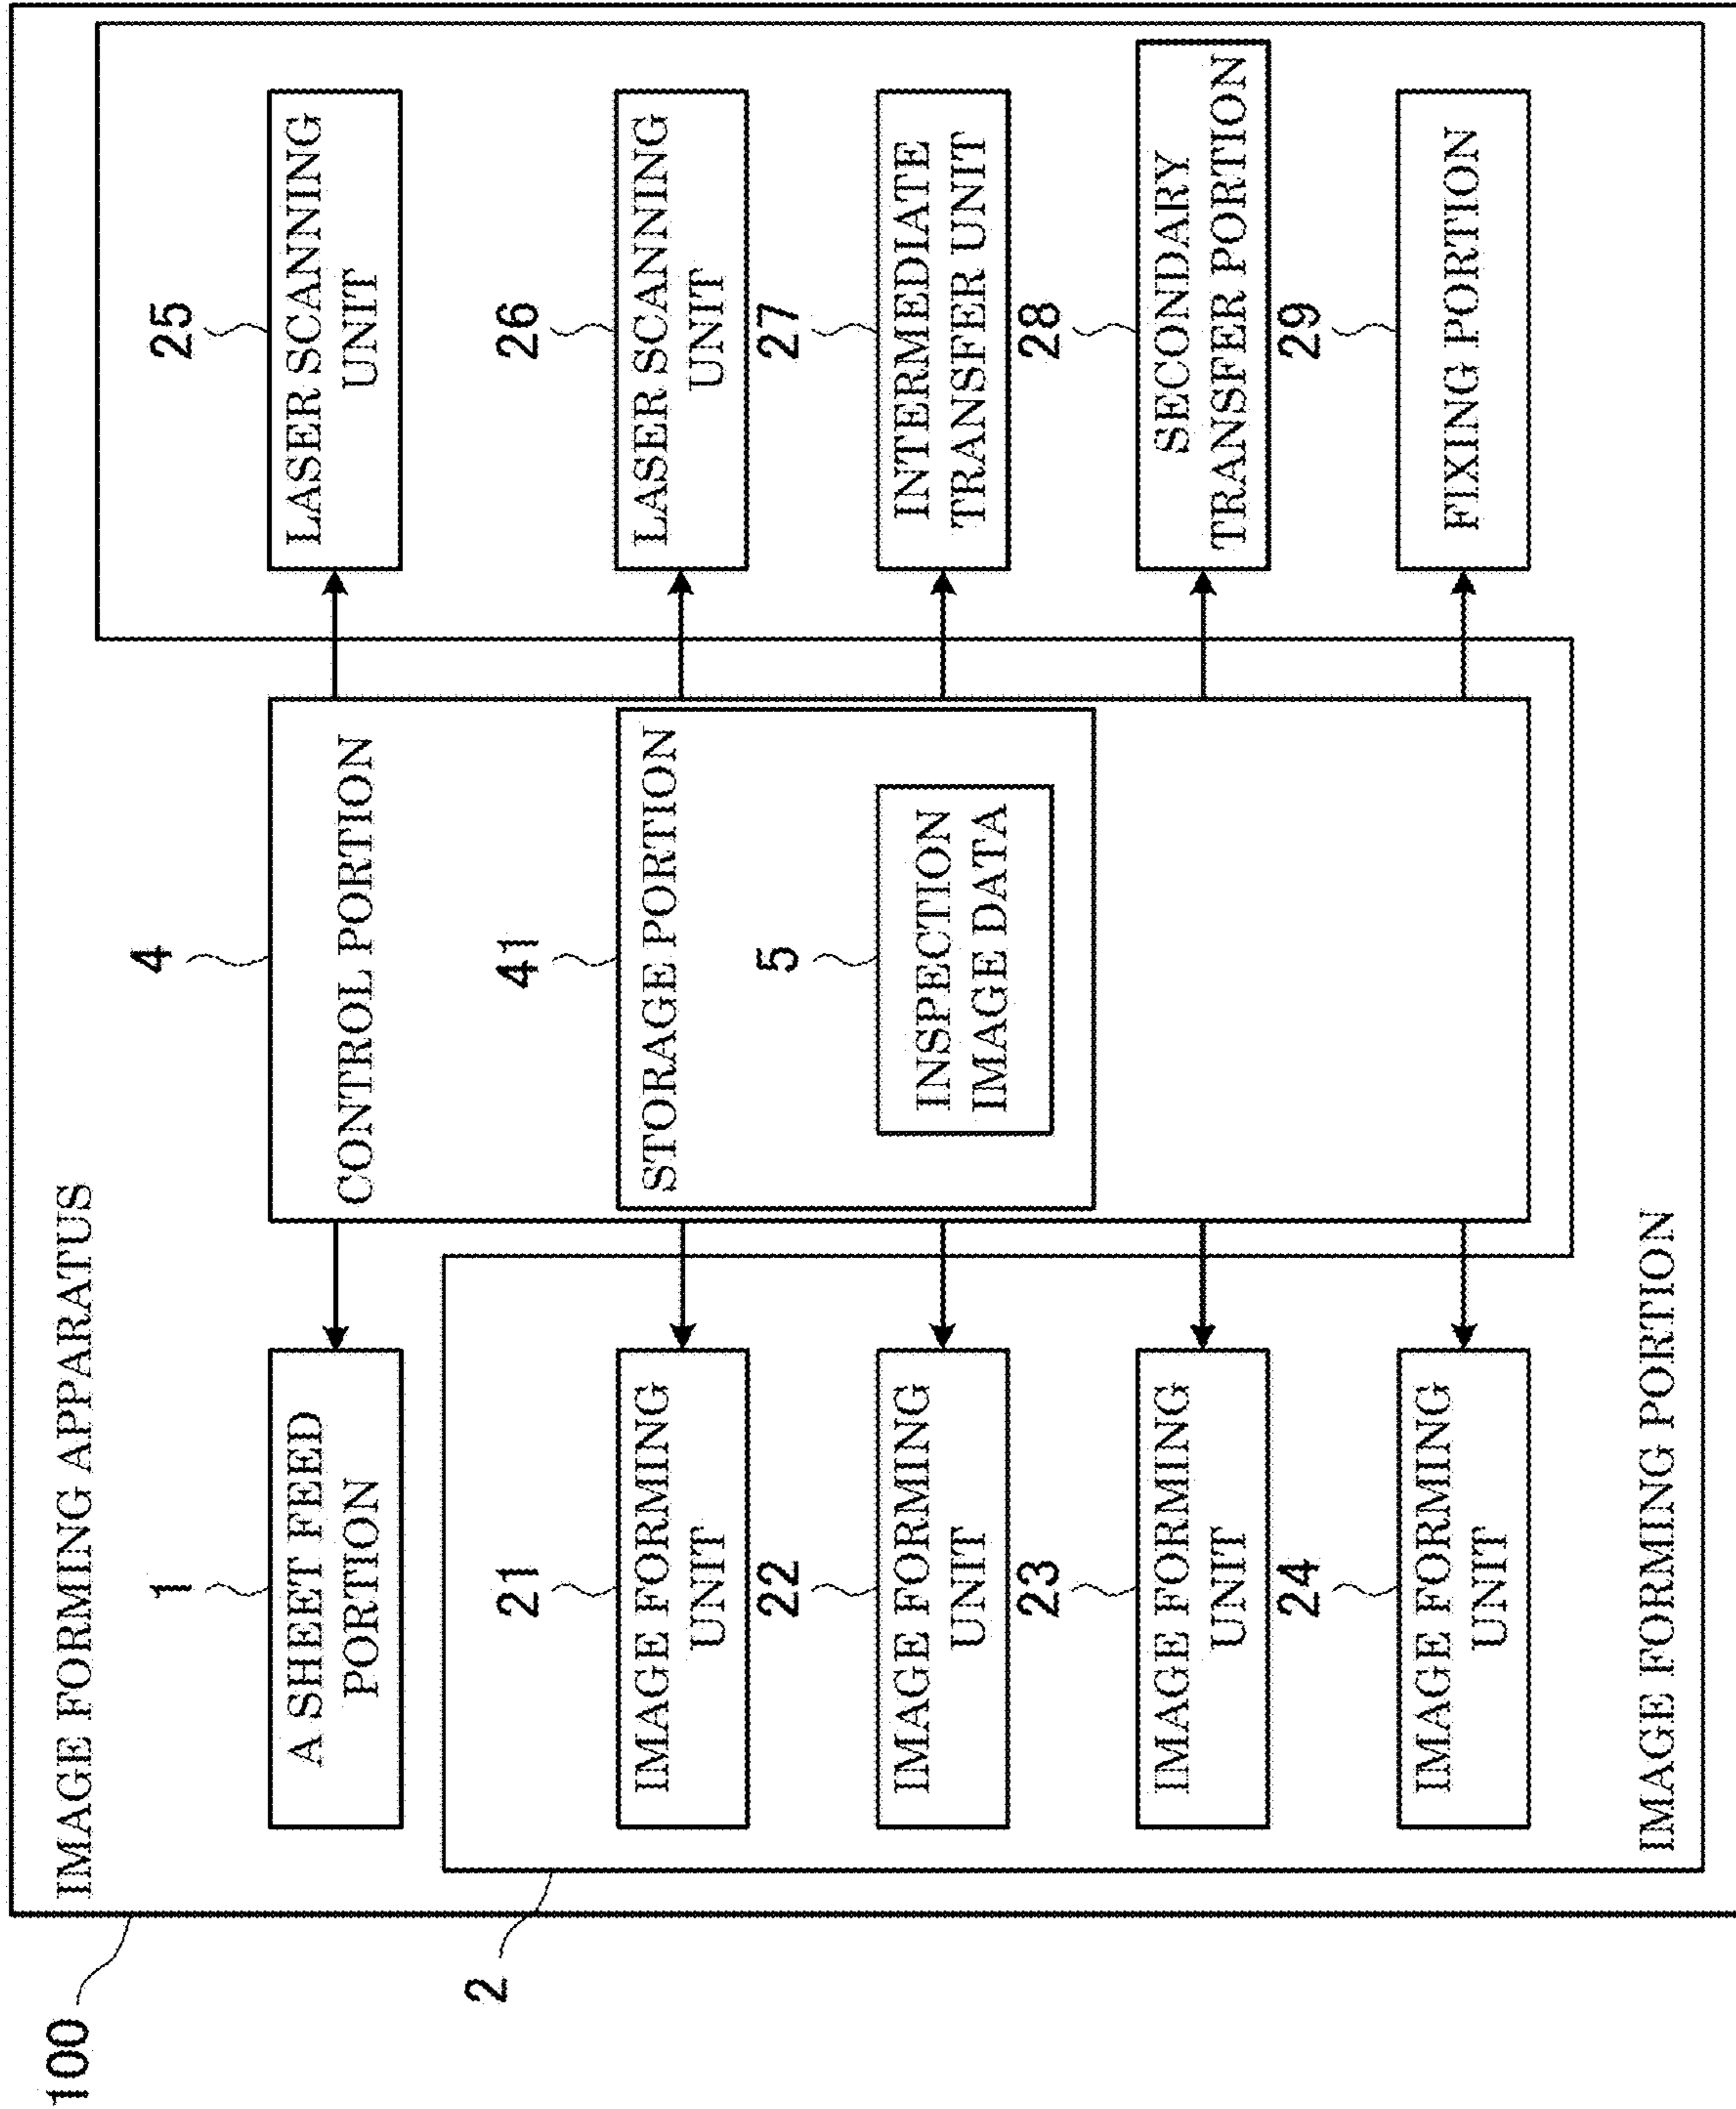 100
IMAGE FORMING APPARATUS
1
A SHEET FEED
PORTION
4
CONTROL PORTION
25
LASER SCANNING
UNIT
2
21
IMAGE FORMING
UNIT
41
STORAGE PORTION
26
LASER SCANNING
UNIT
22
IMAGE FORMING
UNIT
5
INSPECTION
IMAGE DATA
27
INTERMEDIATE
TRANSFER UNIT
23
IMAGE FORMING
UNIT
28
SECONDARY
TRANSFER PORTION
24
IMAGE FORMING
UNIT
29
FIXING PORTION
IMAGE FORMING PORTION